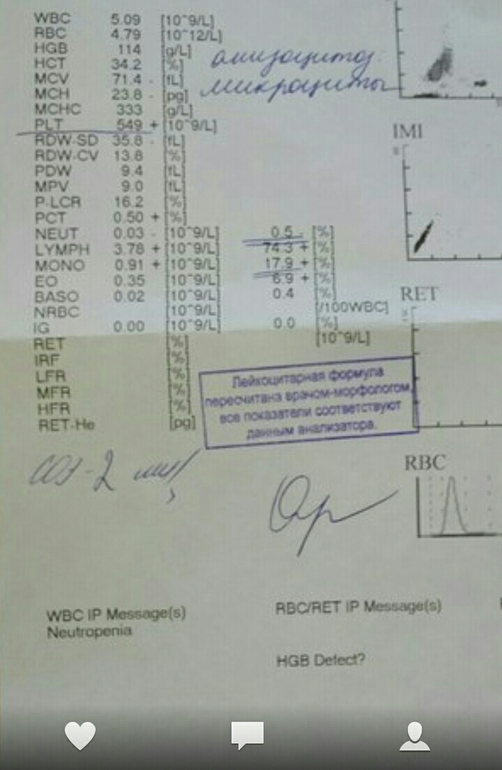 WBC 5.09 [10^9/L]
RBC 4.79 [10^12/L]
HGB 114 [g/L]
HCT 34.2 [%]
MCV 71.4 - [fL]
MCH 23.8 - [pg]
MCHC 333 [g/L]
PLT 549 + [10^9/L]
RDW-SD 35.8 - [fL]
RDW-CV 13.8 [%]
PDW 9.4 [fL]
MPV 9.0 [fL]
P-LCR 16.2 [%]
PCT 0.50 + [%]
NEUT 0.03 - [10^9/L] 0.5 - [%]
LYMPH 3.78 + [10^9/L] 74.3 + [%]
MONO 0.91 + [10^9/L] 17.9 + [%]
EO 0.35 [10^9/L] 6.9 + [%]
BASO 0.02 [10^9/L] 0.4 [%]
NRBC [10^9/L] [/100WBC]
IG 0.00 [10^9/L] 0.0 [%]
RET [%] [10^9/L]
IRF [%]
LFR [%]
MFR [%]
HFR [%]
RET-He [pg]
анизоцитоз.
микроциты
IMI
RET
Лейкоцитарная формула
пересчитана врачом-морфологом,
все показатели соответствуют
данным анализатора.
RBC
СОЭ-2 мм/
WBC IP Message(s)
Neutropenia
RBC/RET IP Message(s)
HGB Defect?